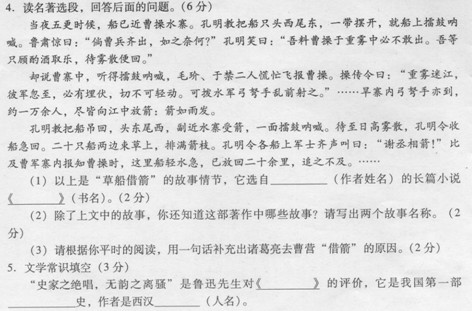 4. 读名著选段，回答后面的问题。(6分)
当夜五更时候，船已近曹操水寨。孔明教把船只头西尾东，一带摆开，就船上擂鼓呐
喊。鲁肃惊曰：“倘曹兵齐出，如之奈何？”孔明笑曰：“吾料曹操于重雾中必不敢出。吾等
只顾酒取乐，待雾散便回。”
却说曹寨中，听得擂鼓呐喊，毛玠、于禁二人慌忙飞报曹操。操传令曰：“重雾迷江，
彼军忽至，必有埋伏，切不可轻动。可拨水军弓弩手乱箭射之。”……旱寨内弓弩手亦到，
约一万余人，尽皆向江中放箭：箭如雨发。
孔明教把船吊回，头东尾西，副近水寨受箭，一面擂鼓呐喊。待至日高雾散，孔明令收
船急回。二十只船两边束草上，排满箭枝。孔明令各船上军士齐声叫曰：“谢丞相箭！”比
及曹军寨内报知曹操时，这里船轻水急，已放回二十余里，追之不及。……
(1) 以上是“草船借箭”的故事情节，它选自________(作者姓名)的长篇小说
《________》(书名)。(2分)
(2) 除了上文中的故事，你还知道这部著作中哪些故事？请写出两个故事名称。(2
分)
(3) 请根据你平时的阅读，用一句话补充出诸葛亮去曹营“借箭”的原因。(2分)
5. 文学常识填空(3分)
“史家之绝唱，无韵之离骚”是鲁迅先生对《________》的评价，它是我国第一部
________史，作者是西汉________(人名)。